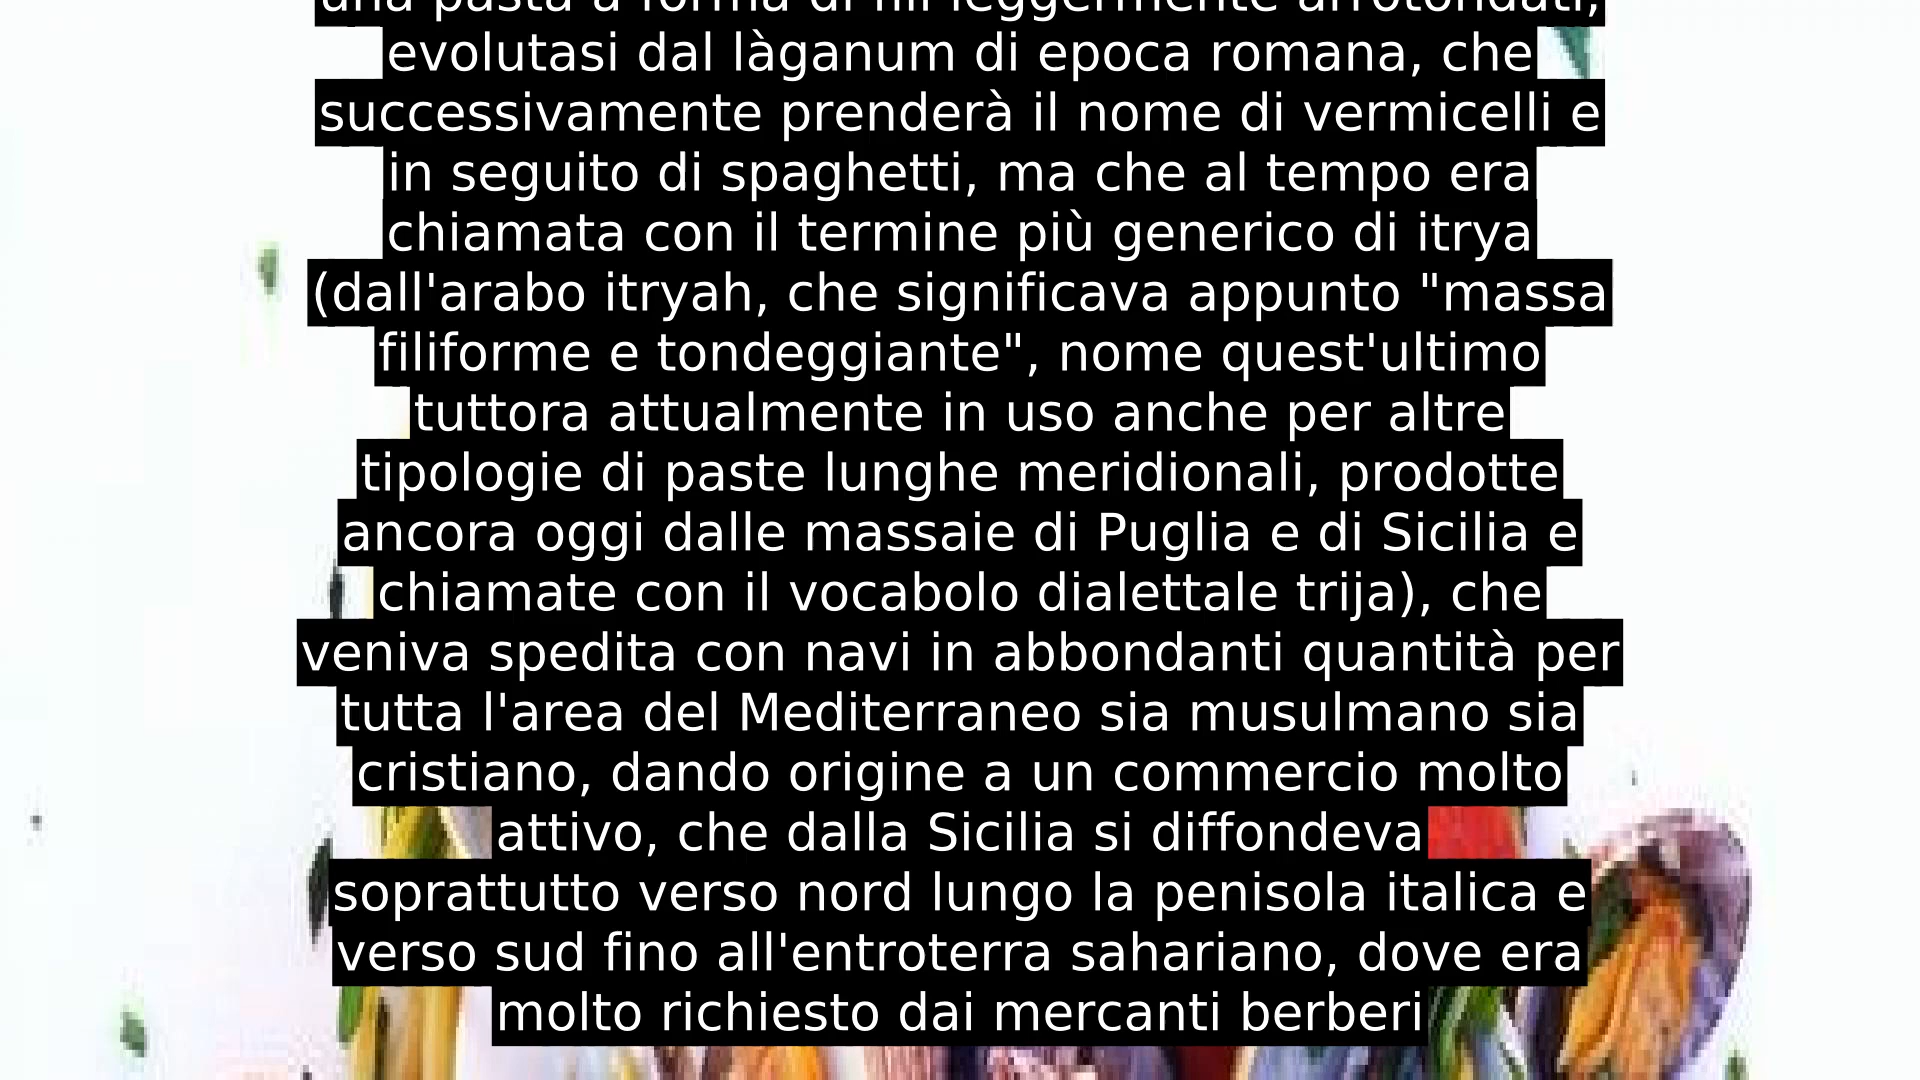 una pasta a forma di fili leggermente arrotondati,
evolutasi dal làganum di epoca romana, che
successivamente prenderà il nome di vermicelli e
in seguito di spaghetti, ma che al tempo era
chiamata con il termine più generico di itrya
(dall'arabo itryah, che significava appunto "massa
filiforme e tondeggiante", nome quest'ultimo
tuttora attualmente in uso anche per altre
tipologie di paste lunghe meridionali, prodotte
ancora oggi dalle massaie di Puglia e di Sicilia e
chiamate con il vocabolo dialettale trija), che
veniva spedita con navi in abbondanti quantità per
tutta l'area del Mediterraneo sia musulmano sia
cristiano, dando origine a un commercio molto
attivo, che dalla Sicilia si diffondeva
soprattutto verso nord lungo la penisola italica e
verso sud fino all'entroterra sahariano, dove era
molto richiesto dai mercanti berberi